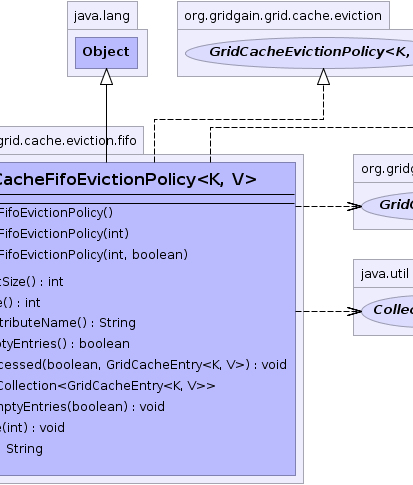 java.lang
org.gridgain.grid.cache.eviction
Object
GridCacheEvictionPolicy<K,
grid.cache.eviction.fifo
CacheFifoEvictionPolicy<K, V>
org.gridg
FifoEvictionPolicy()
GridC
FifoEvictionPolicy(int)
FifoEvictionPolicy(int, boolean)
java.util
tSize() : int
e() : int
Collec
tributeName() : String
ptyEntries() : boolean
cessed(boolean, GridCacheEntry<K, V>) : void
Collection<GridCacheEntry<K, V>>
mptyEntries(boolean) : void
e(int) : void
String